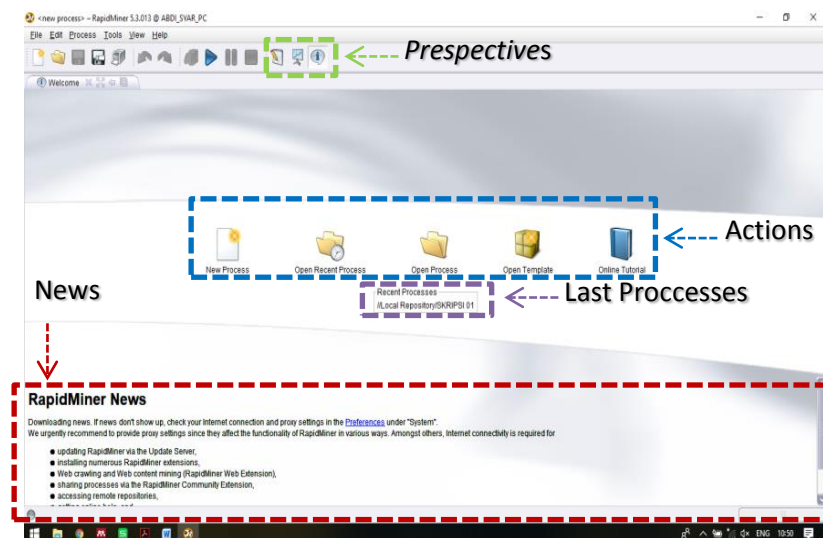 <new process> – RapidMiner 5.3.013 @ ABDI_SYAR_PC
File Edit Process Tools View Help
Prespectives
Welcome
Actions
New Process Open Recent Process Open Process Open Template Online Tutorial
News
Recent Processes
//Local Repository/SKRIPSI 01
Last Proccesses
RapidMiner News
Downloading news. If news don't show up, check your Internet connection and proxy settings in the Preferences under "System".
We urgently recommend to provide proxy settings since they affect the functionality of RapidMiner in various ways. Amongst others, Internet connectivity is required for
updating RapidMiner via the Update Server,
installing numerous RapidMiner extensions,
Web crawling and Web content mining (RapidMiner Web Extension),
sharing processes via the RapidMiner Community Extension,
accessing remote repositories,
ENG 10:50